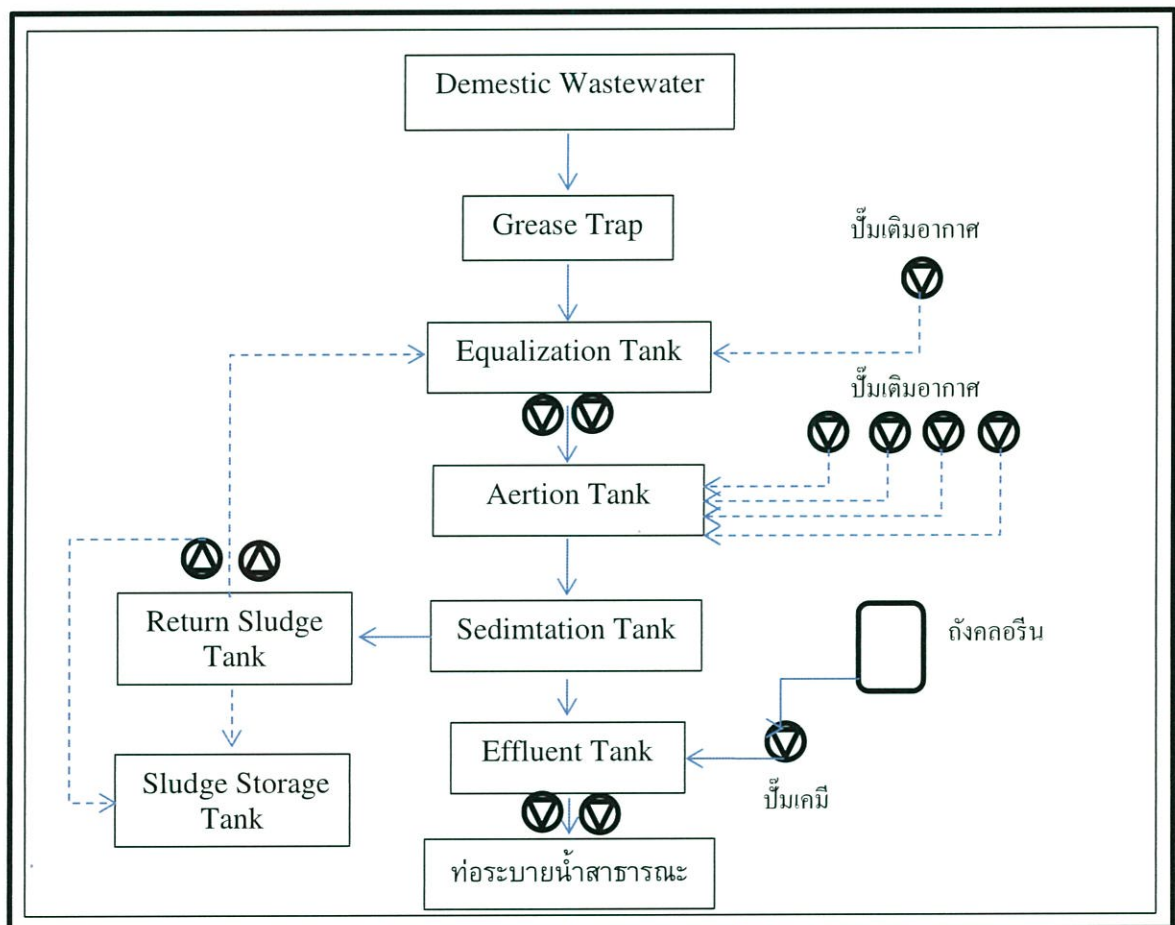 Demestic Wastewater
Grease Trap
ปั๊มเติมอากาศ
Equalization Tank
ปั๊มเติมอากาศ
Aertion Tank
Return Sludge
Tank
Sedimtation Tank
ถังคลอรีน
Effluent Tank
Sludge Storage
Tank
ปั๊มเคมี
ท่อระบายน้ำสาธารณะ